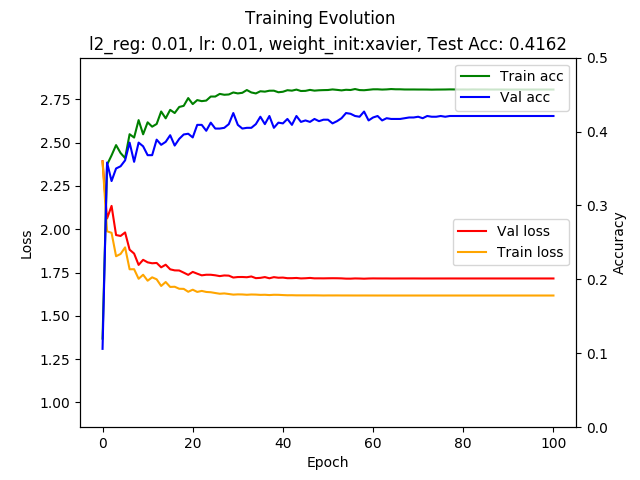 Training Evolution
l2_reg: 0.01, lr: 0.01, weight_init:xavier, Test Acc: 0.4162
Train acc
Val acc
Val loss
Train loss
Loss
2.75
2.50
2.25
2.00
1.75
1.50
1.25
1.00
Accuracy
0.5
0.4
0.3
0.2
0.1
0.0
0 20 40 60 80 100
Epoch